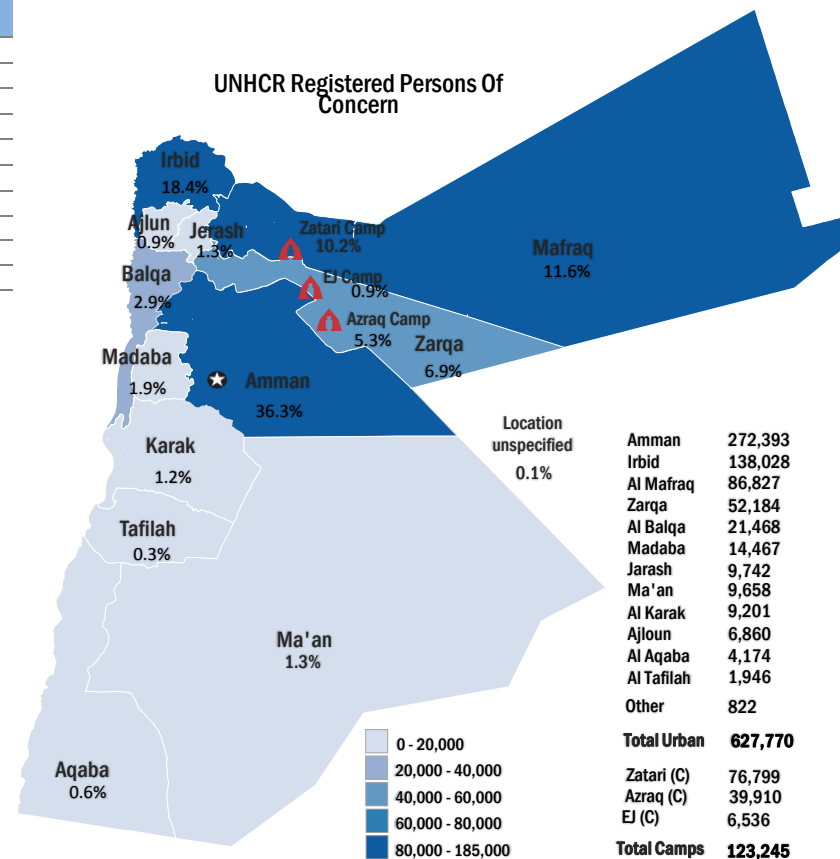 UNHCR Registered Persons Of
Concern
Irbid
18.4%
Ajlun
0.9%
Jerash
1.3%
Zatari Camp
10.2%
Mafraq
11.6%
Balqa
2.9%
EJ Camp
0.9%
Azraq Camp
5.3%
Zarqa
6.9%
Madaba
1.9%
Amman
36.3%
Karak
1.2%
Location
unspecified
0.1%
Tafilah
0.3%
Ma'an
1.3%
Aqaba
0.6%
0 - 20,000
20,000 - 40,000
40,000 - 60,000
60,000 - 80,000
80,000 - 185,000
Amman 272,393
Irbid 138,028
Al Mafraq 86,827
Zarqa 52,184
Al Balqa 21,468
Madaba 14,467
Jarash 9,742
Ma'an 9,658
Al Karak 9,201
Ajloun 6,860
Al Aqaba 4,174
Al Tafilah 1,946
Other 822
Total Urban 627,770
Zatari (C) 76,799
Azraq (C) 39,910
EJ (C) 6,536
Total Camps 123,245